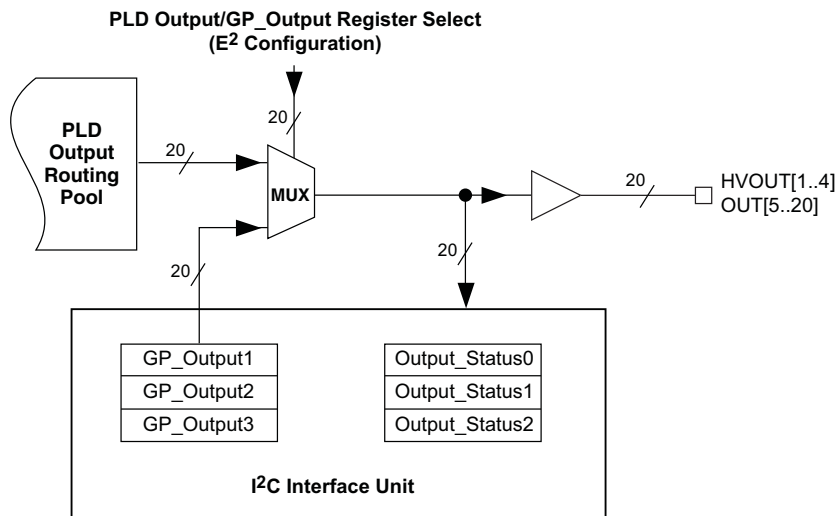 PLD Output/GP_Output Register Select
(E² Configuration)
20
PLD
Output
Routing
Pool
20
MUX
20
HVOUT[1..4]
OUT[5..20]
20
20
GP_Output1
GP_Output2
GP_Output3
Output_Status0
Output_Status1
Output_Status2
I²C Interface Unit